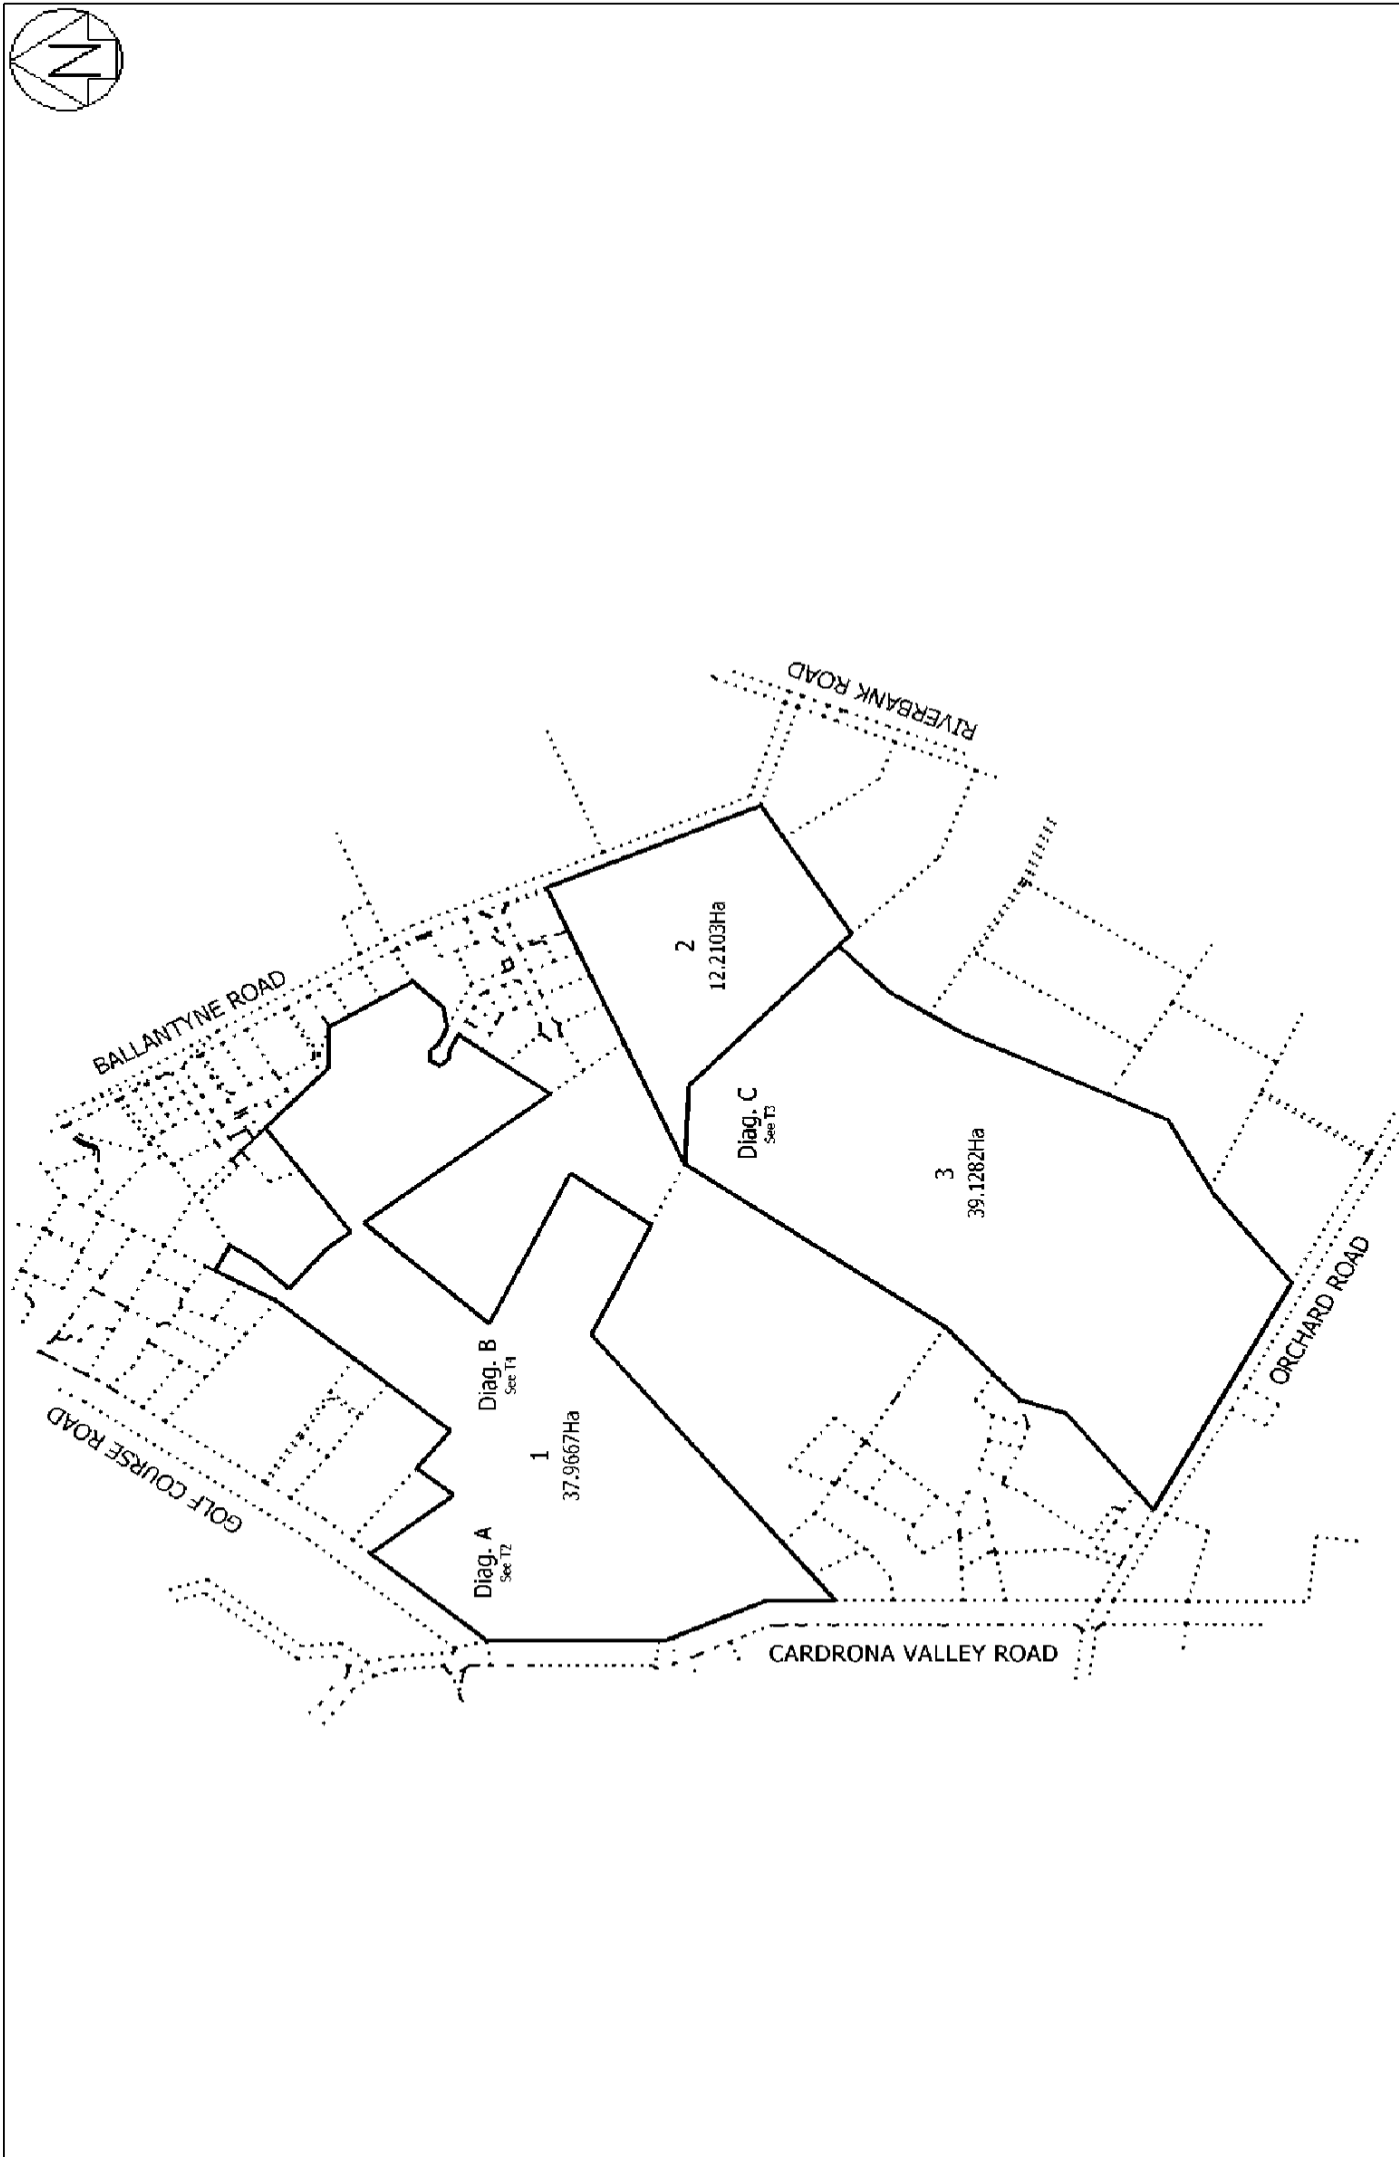 N
GOLF COURSE ROAD
BALLANTYNE ROAD
RIVERBANK ROAD
Diag. A
See T2
Diag. B
See T4
1
37.9667Ha
2
12.2103Ha
Diag. C
See T3
3
39.1282Ha
CARDRONA VALLEY ROAD
ORCHARD ROAD